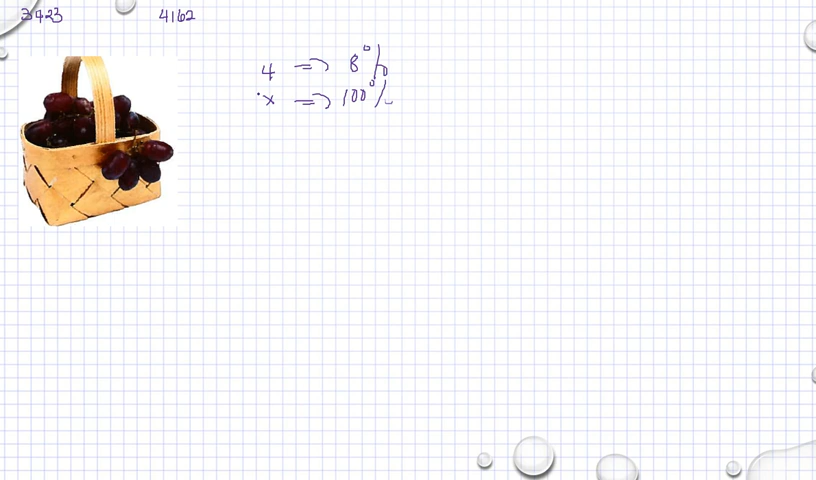 3423 4162
4 => 8%
x => 100%